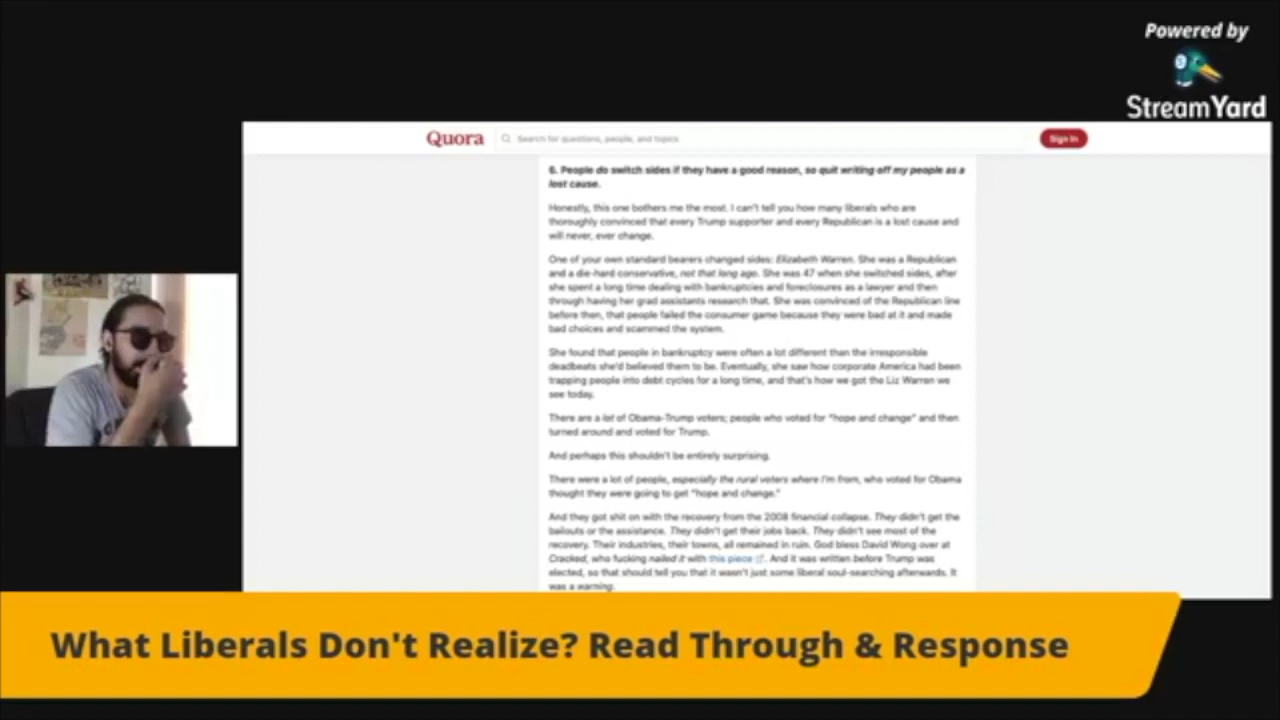 Powered by
StreamYard
Quora
Search for questions, people, and topics
Sign In
6. People do switch sides if they have a good reason, so quit writing off my people as a
lost cause.
Honestly, this one bothers me the most. I can't tell you how many liberals who are
thoroughly convinced that every Trump supporter and every Republican is a lost cause and
will never, ever change.
One of your own standard bearers changed sides: Elizabeth Warren. She was a Republican
and a die-hard conservative, not that long ago. She was 47 when she switched sides, after
she spent a long time dealing with bankruptcies and foreclosures as a lawyer and then
through having her grad assistants research that. She was convinced of the Republican line
before then, that people failed the consumer game because they were bad at it and made
bad choices and scammed the system.
She found that people in bankruptcy were often a lot different than the irresponsible
deadbeats she'd believed them to be. Eventually, she saw how corporate America had been
trapping people into debt cycles for a long time, and that's how we got the Liz Warren we
see today.
There are a lot of Obama-Trump voters; people who voted for "hope and change" and then
turned around and voted for Trump.
And perhaps this shouldn't be entirely surprising.
There were a lot of people, especially the rural voters where I'm from, who voted for Obama
thought they were going to get "hope and change."
And they got shit on with the recovery from the 2008 financial collapse. They didn't get the
bailouts or the assistance. They didn't get their jobs back. They didn't see most of the
recovery. Their industries, their towns, all remained in ruin. God bless David Wong over at
Cracked, who fucking nailed it with this piece. And it was written before Trump was
elected, so that should tell you that it wasn't just some liberal soul-searching afterwards. It
was a warning.
What Liberals Don't Realize? Read Through & Response